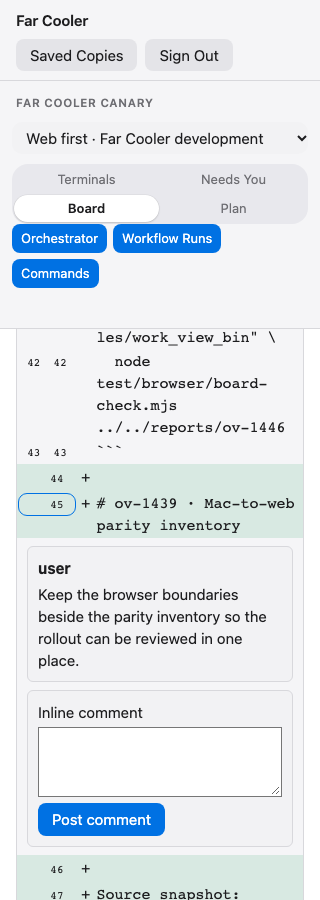 Far Cooler
Saved Copies Sign Out
FAR COOLER CANARY
Web first · Far Cooler development
Terminals Needs You
Board Plan
Orchestrator Workflow Runs
Commands
les/work_view_bin" \
42 42 node
test/browser/board-
check.mjs
../../reports/ov-1446
43 43 ```
44 +
45 + # ov-1439 · Mac-to-web
parity inventory
user
Keep the browser boundaries
beside the parity inventory so the
rollout can be reviewed in one
place.
Inline comment
Post comment
46 +
47 + Source snapshot: